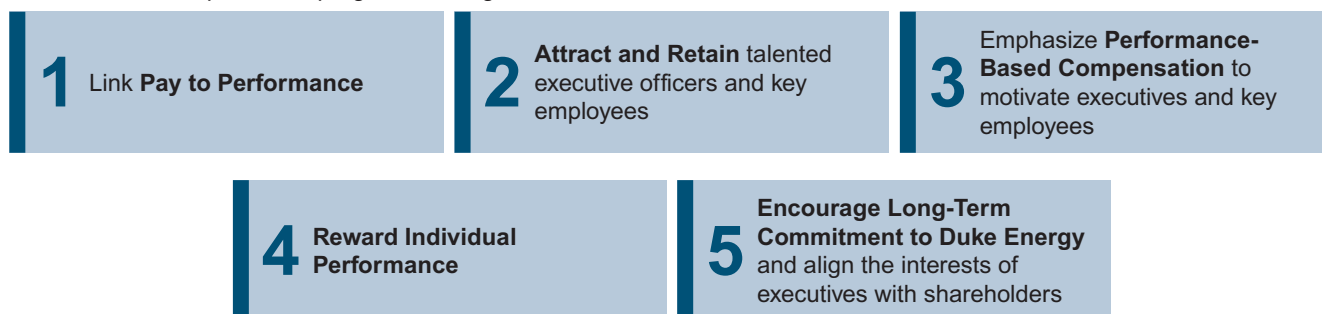 1 Link Pay to Performance
2 Attract and Retain talented
executive officers and key
employees
3 Emphasize Performance-
Based Compensation to
motivate executives and key
employees
4 Reward Individual
Performance
5 Encourage Long-Term
Commitment to Duke Energy
and align the interests of
executives with shareholders